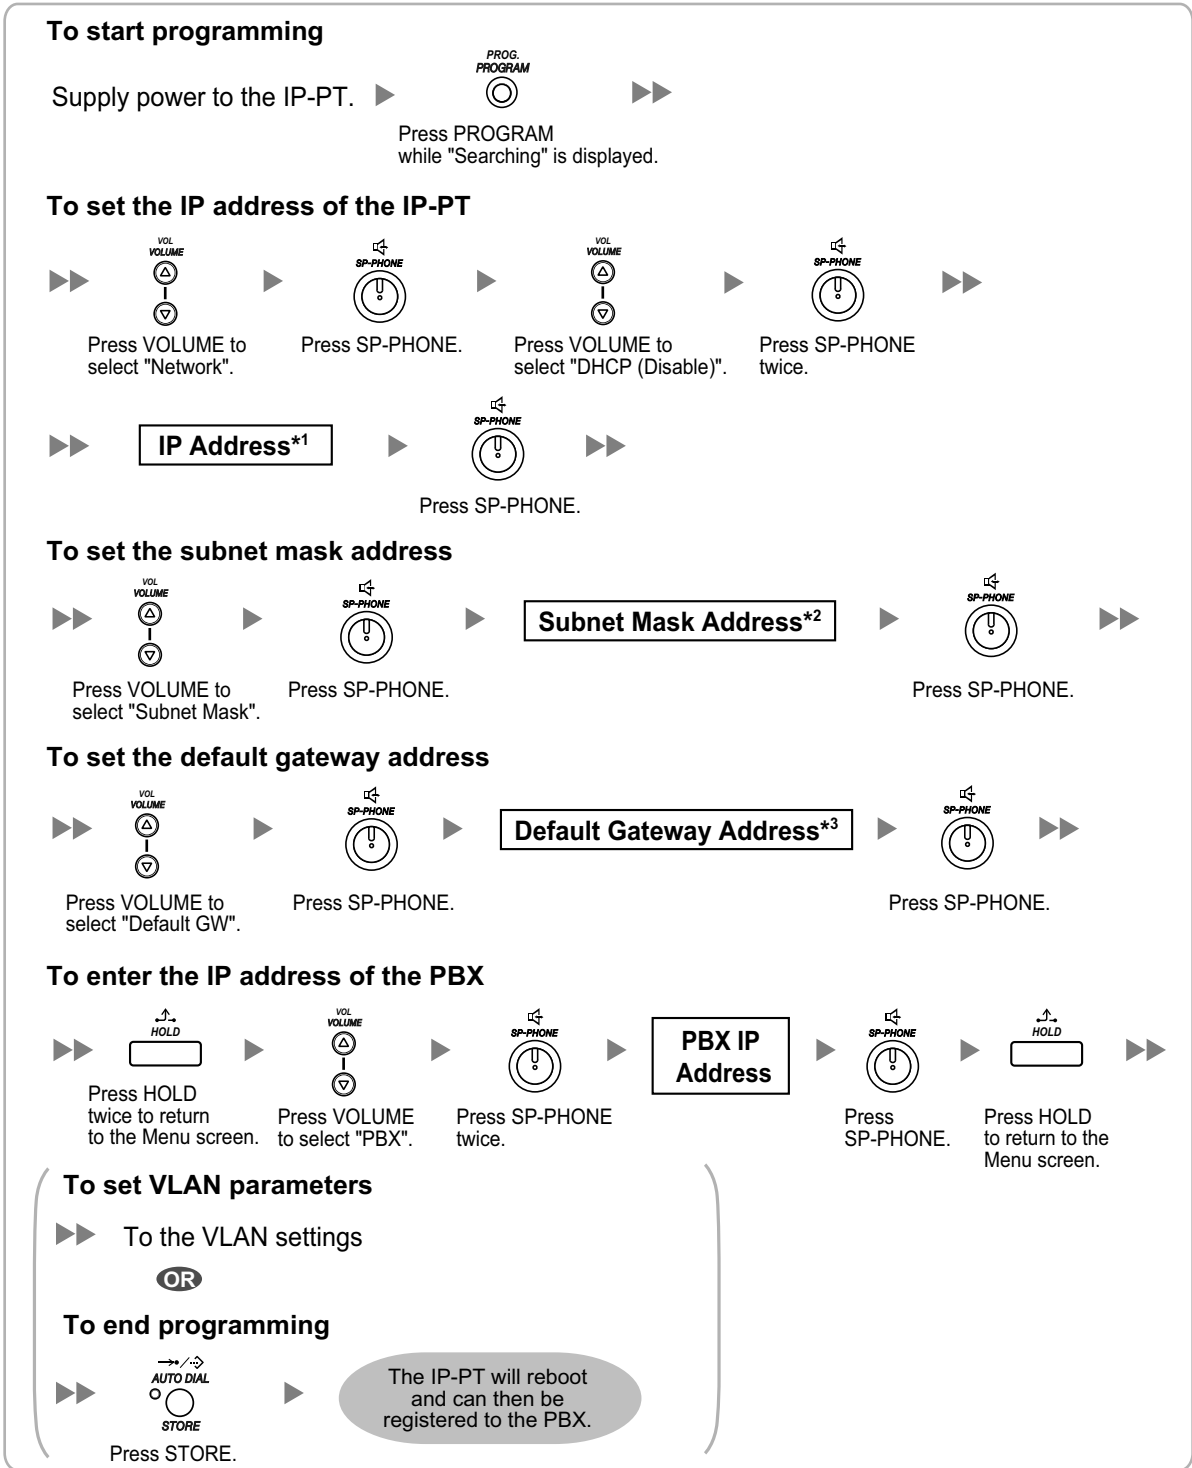 To start programming
Supply power to the IP-PT.
PROG.
PROGRAM
Press PROGRAM
while "Searching" is displayed.
To set the IP address of the IP-PT
VOL
VOLUME
Press VOLUME to
select "Network".
SP-PHONE
Press SP-PHONE.
VOL
VOLUME
Press VOLUME to
select "DHCP (Disable)".
SP-PHONE
Press SP-PHONE
twice.
IP Address*1
SP-PHONE
Press SP-PHONE.
To set the subnet mask address
VOL
VOLUME
Press VOLUME to
select "Subnet Mask".
SP-PHONE
Press SP-PHONE.
Subnet Mask Address*2
SP-PHONE
Press SP-PHONE.
To set the default gateway address
VOL
VOLUME
Press VOLUME to
select "Default GW".
SP-PHONE
Press SP-PHONE.
Default Gateway Address*3
SP-PHONE
Press SP-PHONE.
To enter the IP address of the PBX
HOLD
Press HOLD
twice to return
to the Menu screen.
VOL
VOLUME
Press VOLUME
to select "PBX".
SP-PHONE
Press SP-PHONE
twice.
PBX IP
Address
SP-PHONE
Press
SP-PHONE.
HOLD
Press HOLD
to return to the
Menu screen.
To set VLAN parameters
To the VLAN settings
OR
To end programming
AUTO DIAL
STORE
Press STORE.
The IP-PT will reboot
and can then be
registered to the PBX.